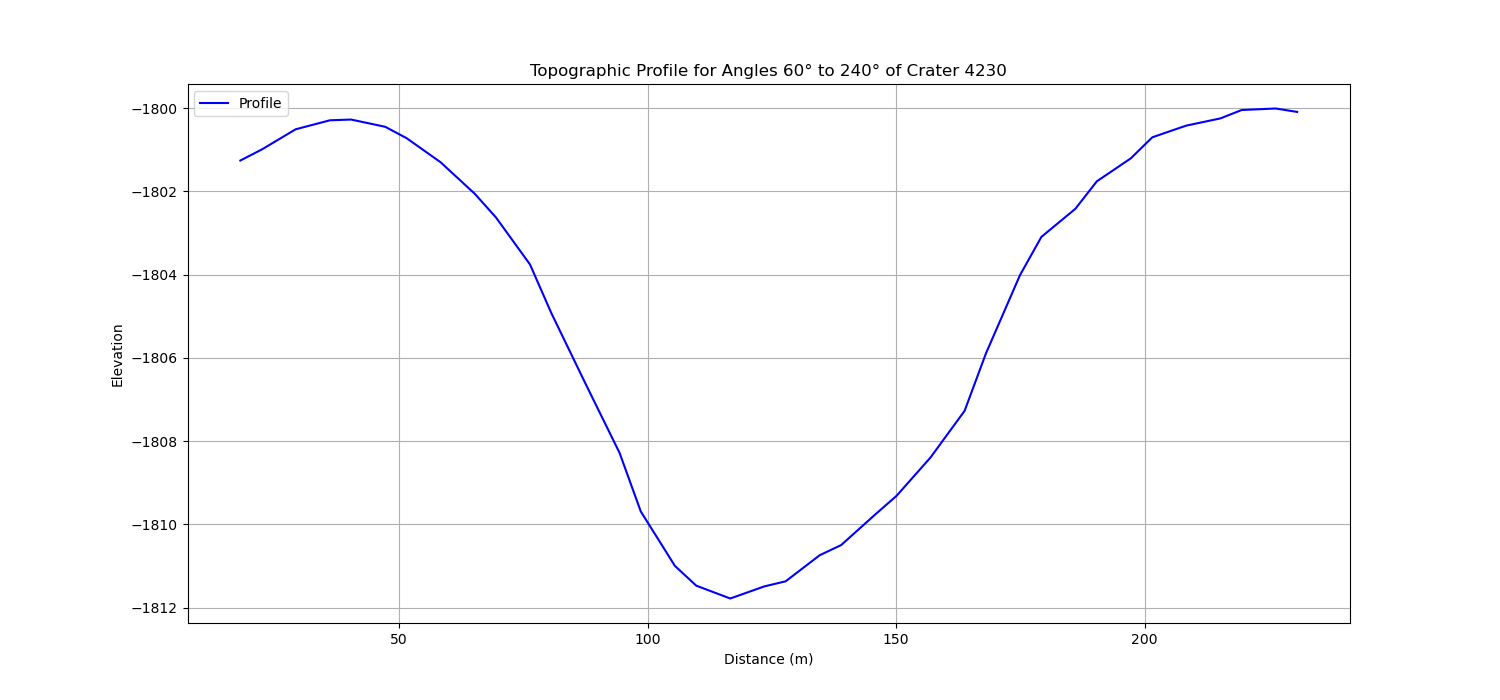 Topographic Profile for Angles 60° to 240° of Crater 4230
Profile
−1800
−1802
−1804
−1806
−1808
−1810
−1812
Elevation
50
100
150
200
Distance (m)